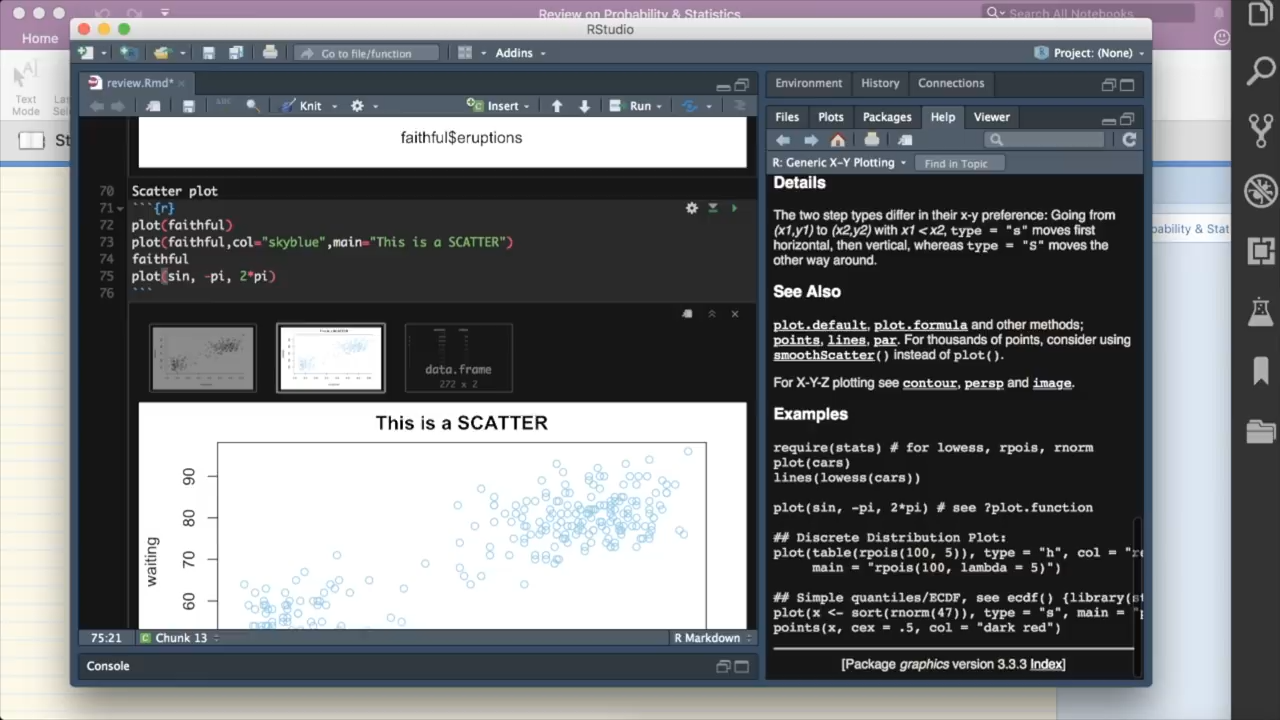 Review on Probability & Statistics
Search All Notebooks
Home
RStudio
Go to file/function
Addins
Project: (None)
Text
Mode
review.Rmd*
Environment
History
Connections
ABC
Knit
Insert
Run
Files
Plots
Packages
Help
Viewer
R: Generic X-Y Plotting
Find in Topic
faithful$eruptions
70 Scatter plot
71 ```{r}
72 plot(faithful)
73 plot(faithful,col="skyblue",main="This is a SCATTER")
74 faithful
75 plot(sin, -pi, 2*pi)
76 ```
data.frame
272 x 2
This is a SCATTER
90
80
70
60
waiting
75:21
Chunk 13
R Markdown
Console
Details
The two step types differ in their x-y preference: Going from
(x1,y1) to (x2,y2) with x1 < x2, type = "s" moves first
horizontal, then vertical, whereas type = "S" moves the
other way around.
See Also
plot.default, plot.formula and other methods;
points, lines, par. For thousands of points, consider using
smoothScatter() instead of plot().
For X-Y-Z plotting see contour, persp and image.
Examples
require(stats) # for lowess, rpois, rnorm
plot(cars)
lines(lowess(cars))
plot(sin, -pi, 2*pi) # see ?plot.function
## Discrete Distribution Plot:
plot(table(rpois(100, 5)), type = "h", col = "re
main = "rpois(100, lambda = 5)")
## Simple quantiles/ECDF, see ecdf() {library(st
plot(x <- sort(rnorm(47)), type = "s", main = "p
points(x, cex = .5, col = "dark red")
[Package graphics version 3.3.3 Index]